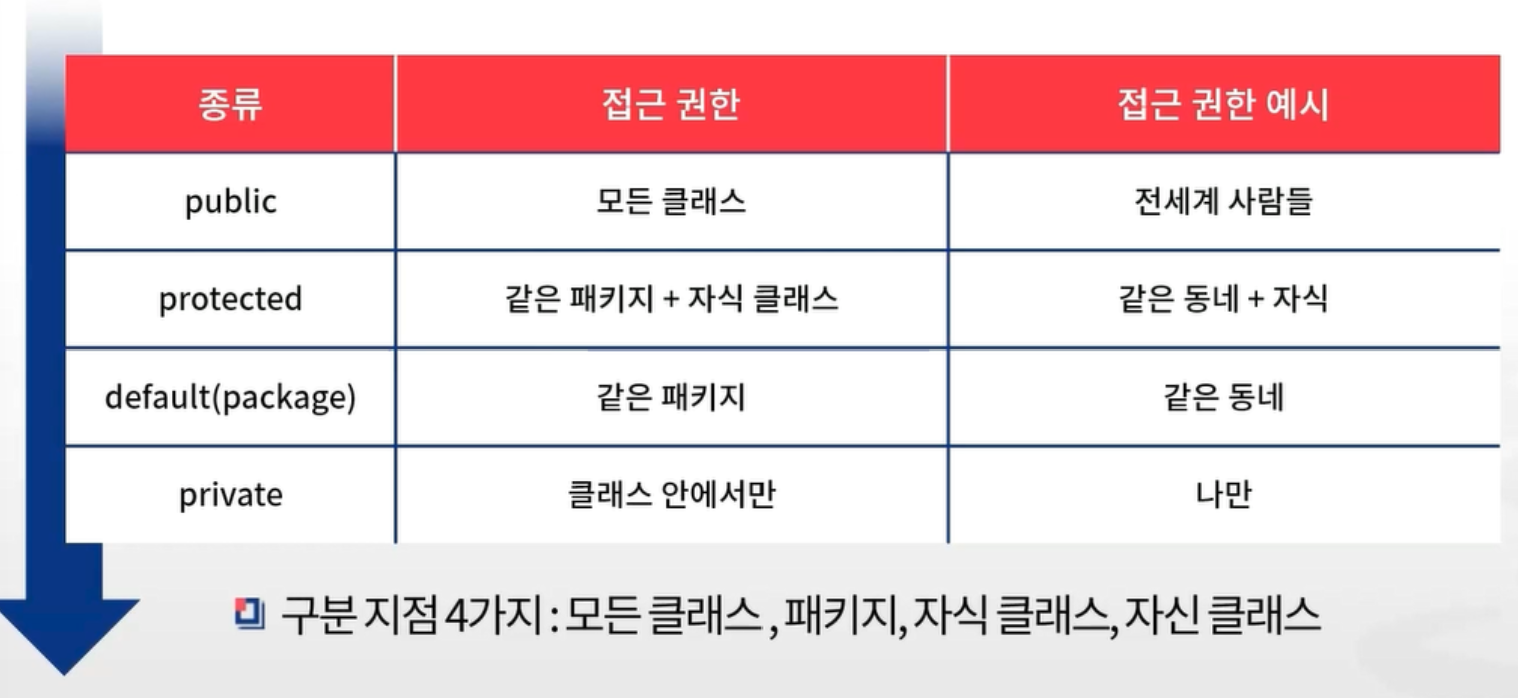 종류 접근 권한 접근 권한 예시
public 모든 클래스 전세계 사람들
protected 같은 패키지 + 자식 클래스 같은 동네 + 자식
default(package) 같은 패키지 같은 동네
private 클래스 안에서만 나만
구분 지점 4가지 : 모든 클래스 , 패키지, 자식 클래스, 자신 클래스